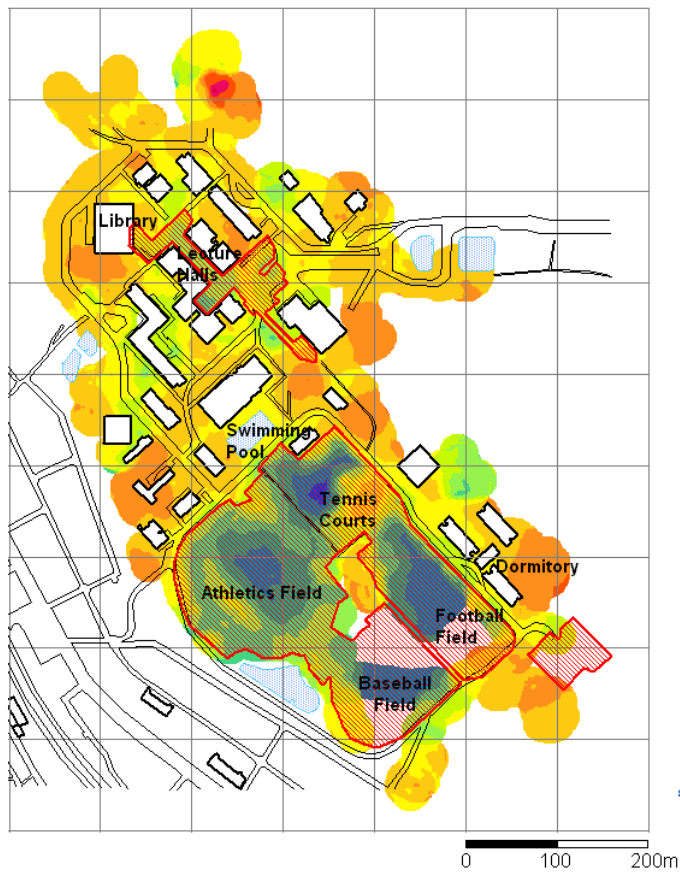 Library
Lecture
Halls
Swimming
Pool
Tennis
Courts
Dormitory
Athletics Field
Football
Field
Baseball
Field
0 100 200m